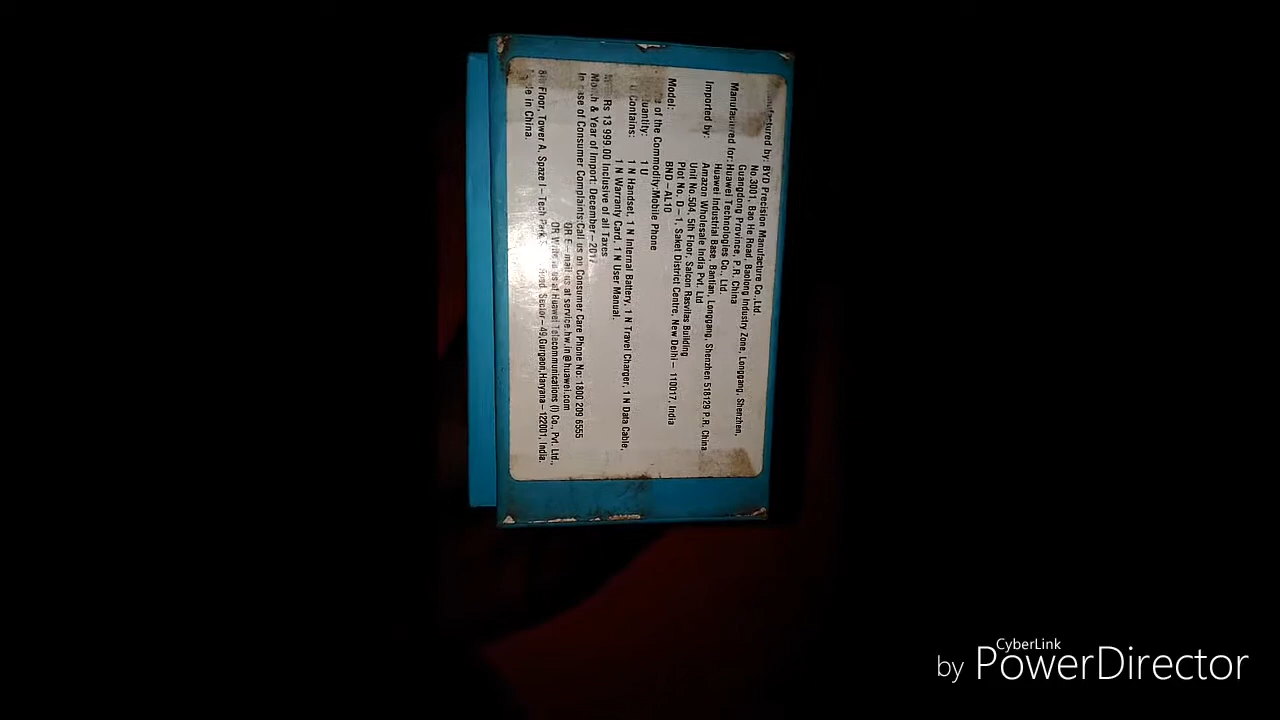 by: BYD Precision Manufacture Co.,Ltd.
No.3001, Bao He Road, Baolong Industry Zone, Longgang, Shenzhen,
Guangdong Province, P.R. China
Manufactured for: Huawei Technologies Co., Ltd.
Huawei Industrial Base, Bantian, Longgang, Shenzhen 518129 P.R. China
Imported by: Amazon Wholesale India Pvt. Ltd
Unit No.504, 5th Floor, Salcon Rasvilas Building
Plot No. D-1, Saket District Centre, New Delhi- 110017, India
Model: BND-AL10
of the Commodity:Mobile Phone
1 U
Contains: 1 N Handset, 1 N Internal Battery, 1 N Travel Charger, 1 N Data Cable,
1 N Warranty Card, 1 N User Manual.
Rs 13 999.00 Inclusive of all Taxes
Month & Year of Import: December-2017
In case of Consumer Complaints:Call us on Consumer Care Phone No: 1800 209 6555
OR E-mail us at service.hw.in@huawei.com
OR Write to us at Huawei Telecommunications (I) Co., Pvt. Ltd.,
Floor, Tower A, Spaze I-Tech Park, Road, Sector-49,Gurgaon,Haryana-122001, India.
in China.
CyberLink
by PowerDirector